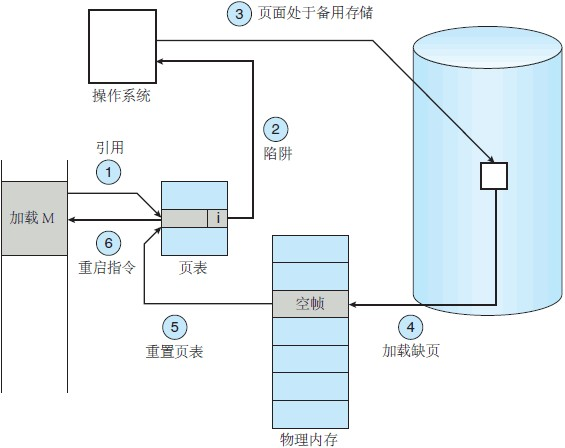 3 页面处于备用存储
操作系统
2
陷阱
引用
1
加载 M
i
6
重启指令
页表
5
重置页表
空帧
4
加载缺页
物理内存